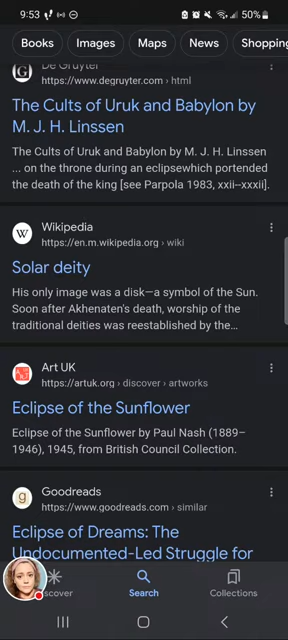 9:53
50%
Books
Images
Maps
News
Shopping
De Gruyter
https://www.degruyter.com › html
The Cults of Uruk and Babylon by
M. J. H. Linssen
The Cults of Uruk and Babylon by M. J. H. Linssen
... on the throne during an eclipsewhich portended
the death of the king [see Parpola 1983, xxii–xxii].
Wikipedia
https://en.m.wikipedia.org › wiki
Solar deity
His only image was a disk—a symbol of the Sun.
Soon after Akhenaten's death, worship of the
traditional deities was reestablished by the...
Art UK
https://artuk.org › discover › artworks
Eclipse of the Sunflower
Eclipse of the Sunflower by Paul Nash (1889–
1946), 1945, from British Council Collection.
Goodreads
https://www.goodreads.com › similar
Eclipse of Dreams: The
Undocumented-Led Struggle for
scover
Search
Collections